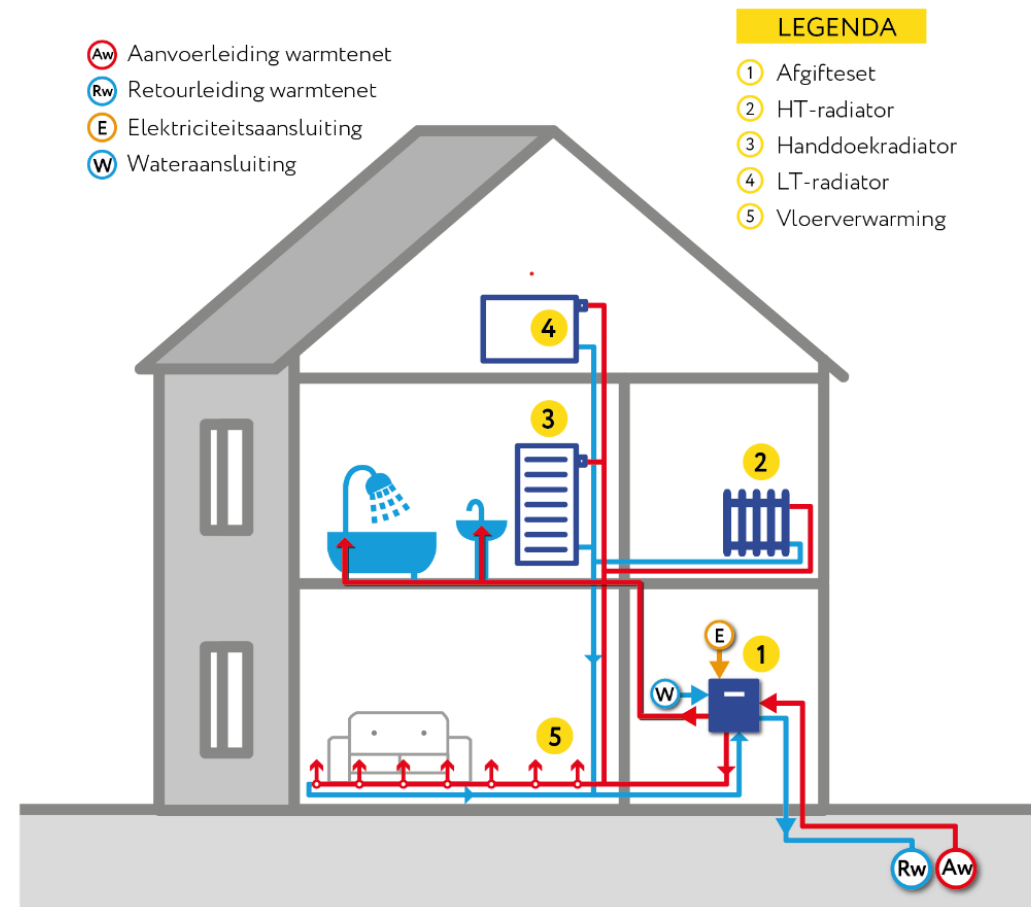 Aw Aanvoerleiding warmtenet
Rw Retourleiding warmtenet
E Elektriciteitsaansluiting
W Wateraansluiting
LEGENDA
1 Afgifteset
2 HT-radiator
3 Handdoekradiator
4 LT-radiator
5 Vloerverwarming
4
3
2
E
1
W
5
Rw Aw